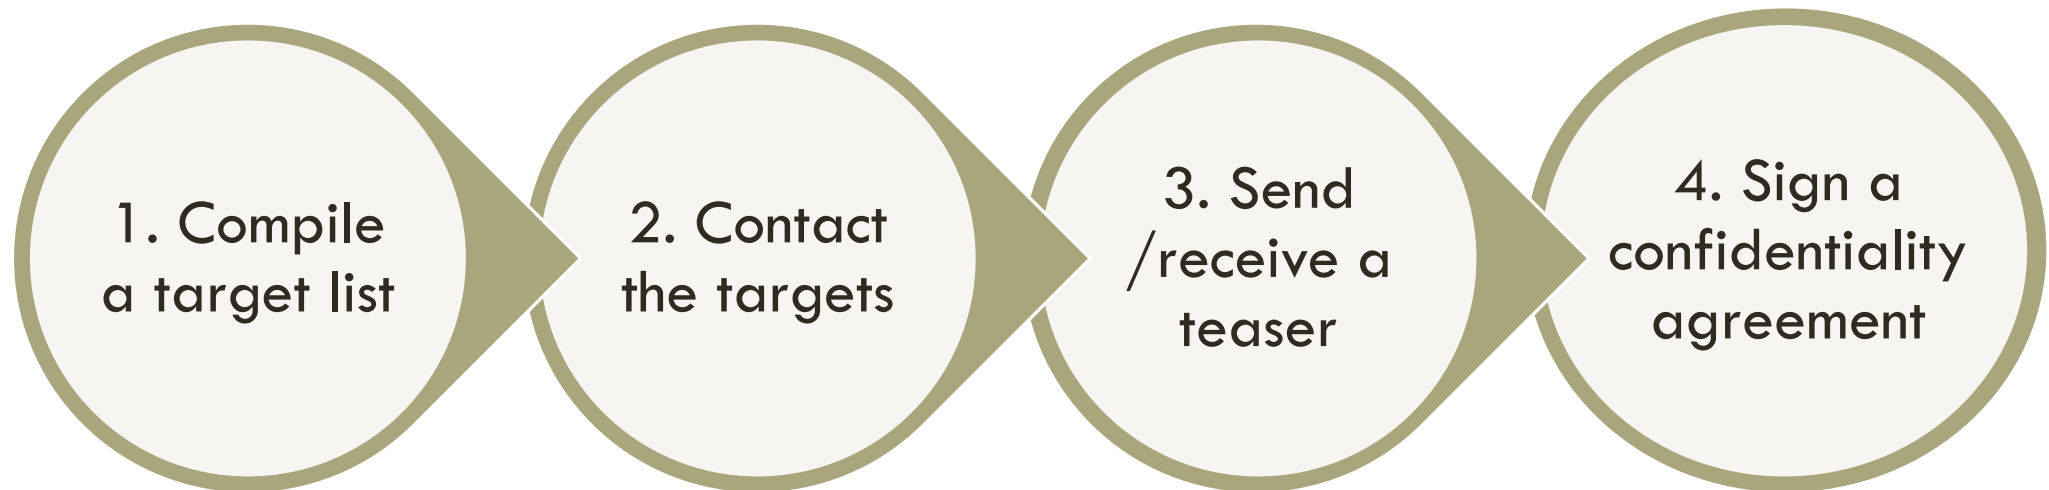 1. Compile
a target list
2. Contact
the targets
3. Send
/receive a
teaser
4. Sign a
confidentiality
agreement